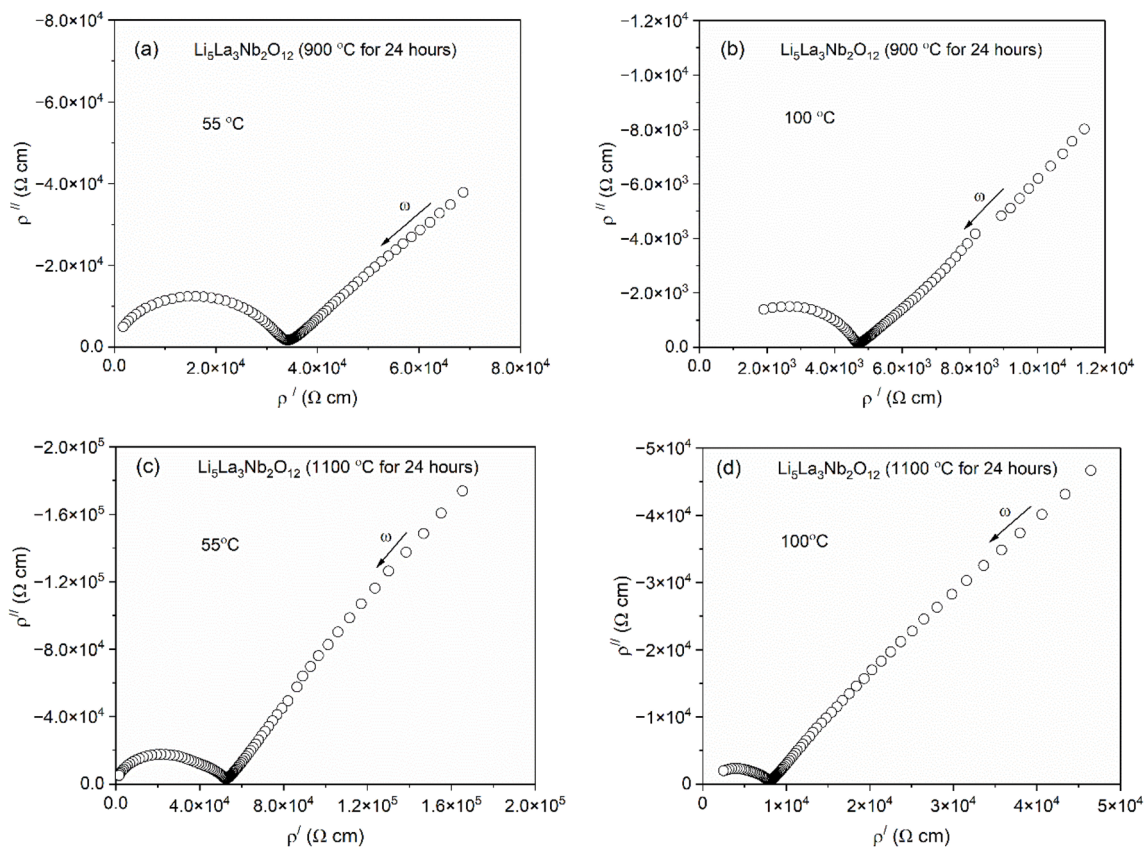 (a) Li₅La₃Nb₂O₁₂ (900 °C for 24 hours)
55 °C
ω
−8.0×10⁴
−6.0×10⁴
−4.0×10⁴
−2.0×10⁴
0.0
ρ// (Ω cm)
0.0 2.0×10⁴ 4.0×10⁴ 6.0×10⁴ 8.0×10⁴
ρ/ (Ω cm)
(b) Li₅La₃Nb₂O₁₂ (900 °C for 24 hours)
100 °C
ω
−1.2×10⁴
−1.0×10⁴
−8.0×10³
−6.0×10³
−4.0×10³
−2.0×10³
0.0
ρ// (Ω cm)
0.0 2.0×10³ 4.0×10³ 6.0×10³ 8.0×10³ 1.0×10⁴ 1.2×10⁴
ρ/ (Ω cm)
(c) Li₅La₃Nb₂O₁₂ (1100 °C for 24 hours)
55°C
ω
−2.0×10⁵
−1.6×10⁵
−1.2×10⁵
−8.0×10⁴
−4.0×10⁴
0.0
ρ// (Ω cm)
0.0 4.0×10⁴ 8.0×10⁴ 1.2×10⁵ 1.6×10⁵ 2.0×10⁵
ρ/ (Ω cm)
(d) Li₅La₃Nb₂O₁₂ (1100 °C for 24 hours)
100°C
ω
−5×10⁴
−4×10⁴
−3×10⁴
−2×10⁴
−1×10⁴
0
ρ// (Ω cm)
0 1×10⁴ 2×10⁴ 3×10⁴ 4×10⁴ 5×10⁴
ρ/ (Ω cm)